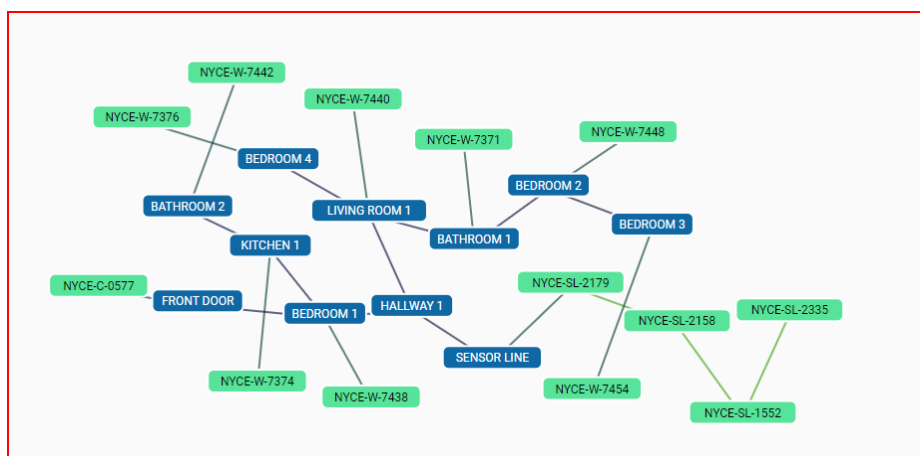 NYCE-W-7442
NYCE-W-7440
NYCE-W-7376
NYCE-W-7448
NYCE-W-7371
BEDROOM 4
BEDROOM 2
BATHROOM 2
LIVING ROOM 1
BEDROOM 3
BATHROOM 1
KITCHEN 1
NYCE-SL-2179
NYCE-C-0577
FRONT DOOR
HALLWAY 1
NYCE-SL-2335
BEDROOM 1
NYCE-SL-2158
SENSOR LINE
NYCE-W-7374
NYCE-W-7454
NYCE-W-7438
NYCE-SL-1552